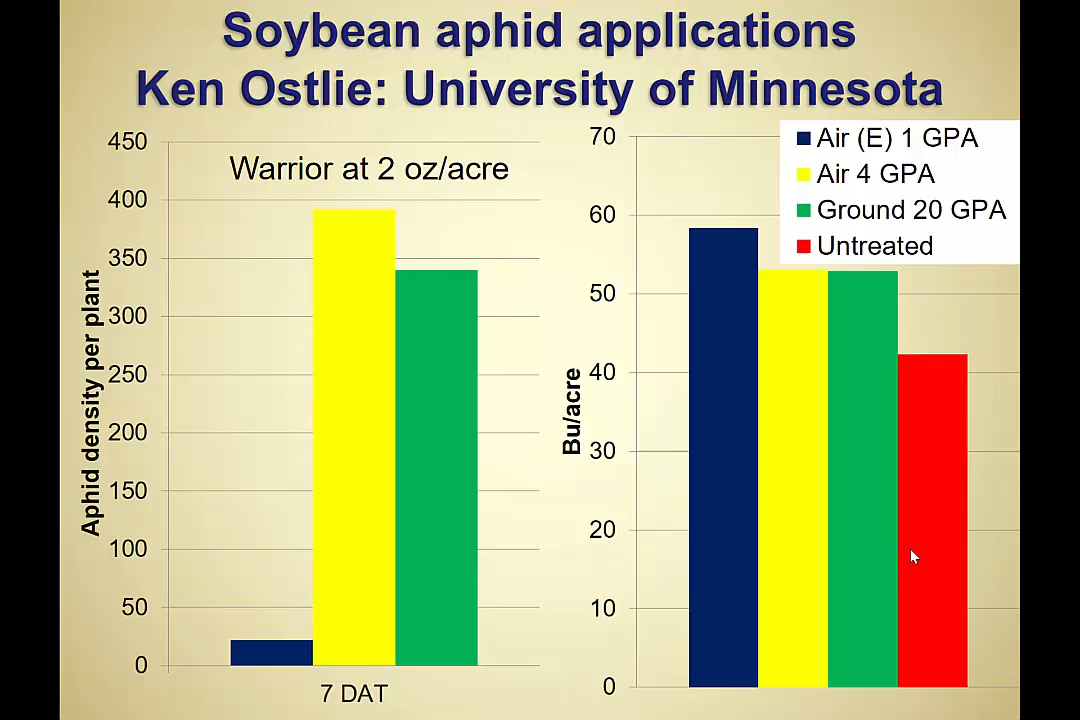 Soybean aphid applications
Ken Ostlie: University of Minnesota
450
400
350
300
250
200
150
100
50
0
Aphid density per plant
Warrior at 2 oz/acre
7 DAT
70
60
50
40
30
20
10
0
Bu/acre
Air (E) 1 GPA
Air 4 GPA
Ground 20 GPA
Untreated